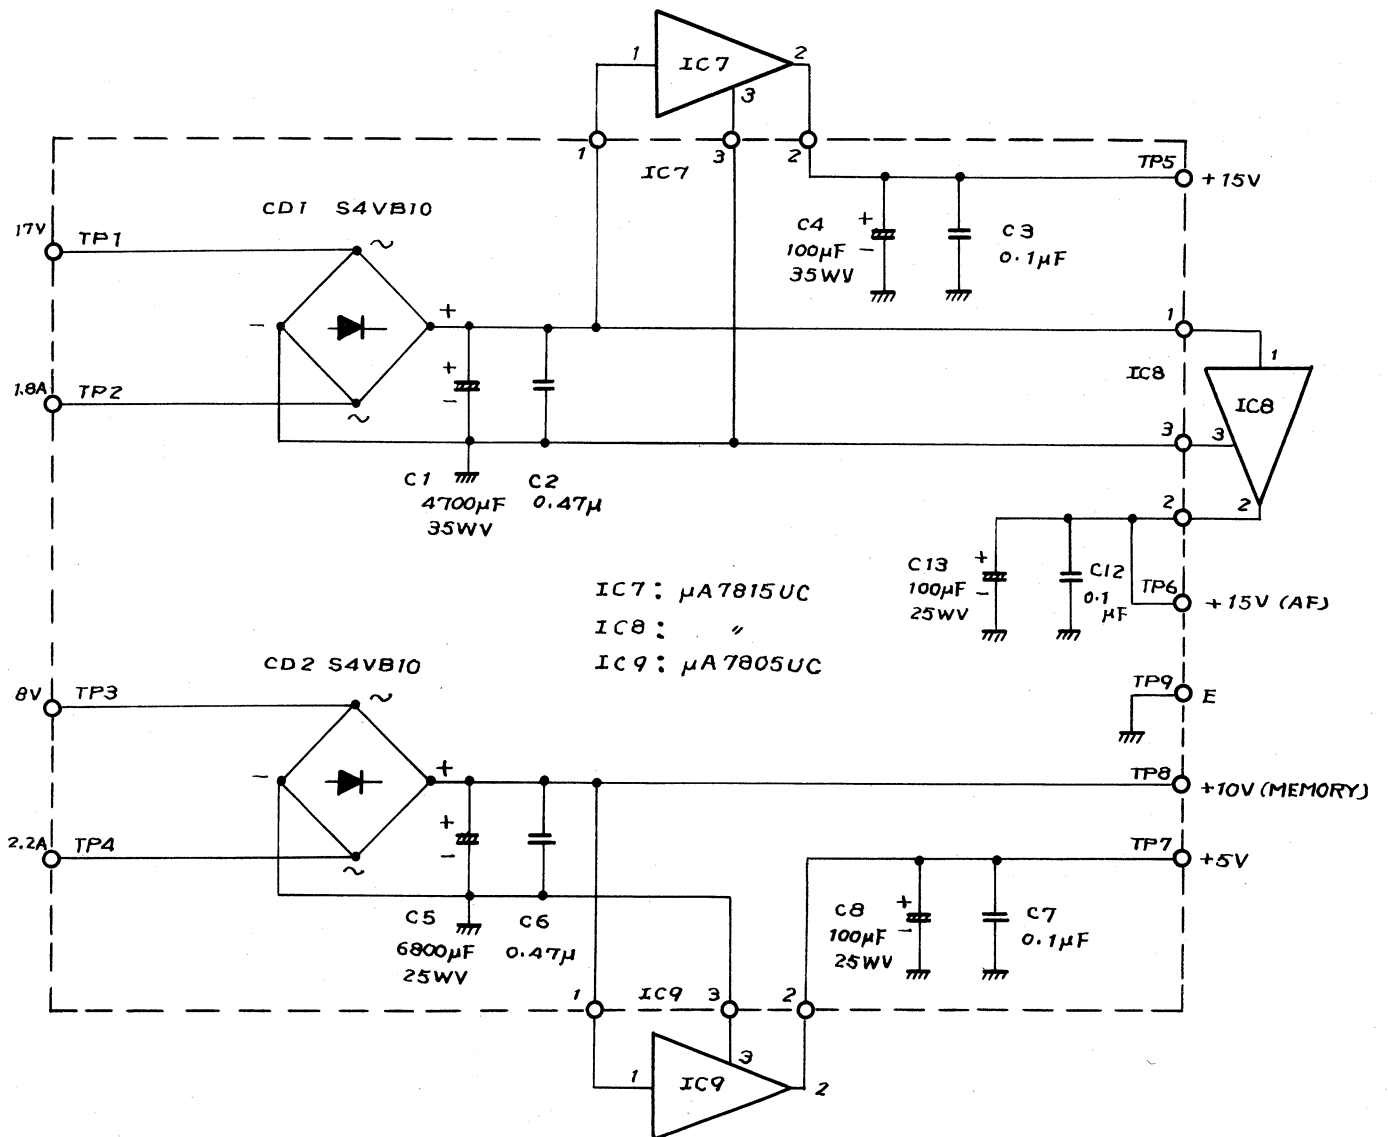 1
IC7
2
3
1
3
2
IC7
TP5
+15V
CD1 S4VB10
17V
TP1
~
C4
100μF
35WV
+
−
C3
0.1μF
−
+
1
1
+
−
IC8
IC8
1.8A
TP2
~
3
3
C1
4700μF
35WV
C2
0.47μ
2
2
C13
100μF
25WV
+
−
C12
0.1
μF
TP6
+15V (AF)
IC7: μA7815UC
IC8: 〃
IC9: μA7805UC
CD2 S4VB10
8V
TP3
~
TP9
E
−
+
TP8
+10V (MEMORY)
+
−
2.2A
TP4
~
TP7
+5V
C5
6800μF
25WV
C6
0.47μ
C8
100μF
25WV
+
−
C7
0.1μF
1
IC9
3
2
3
1
IC9
2